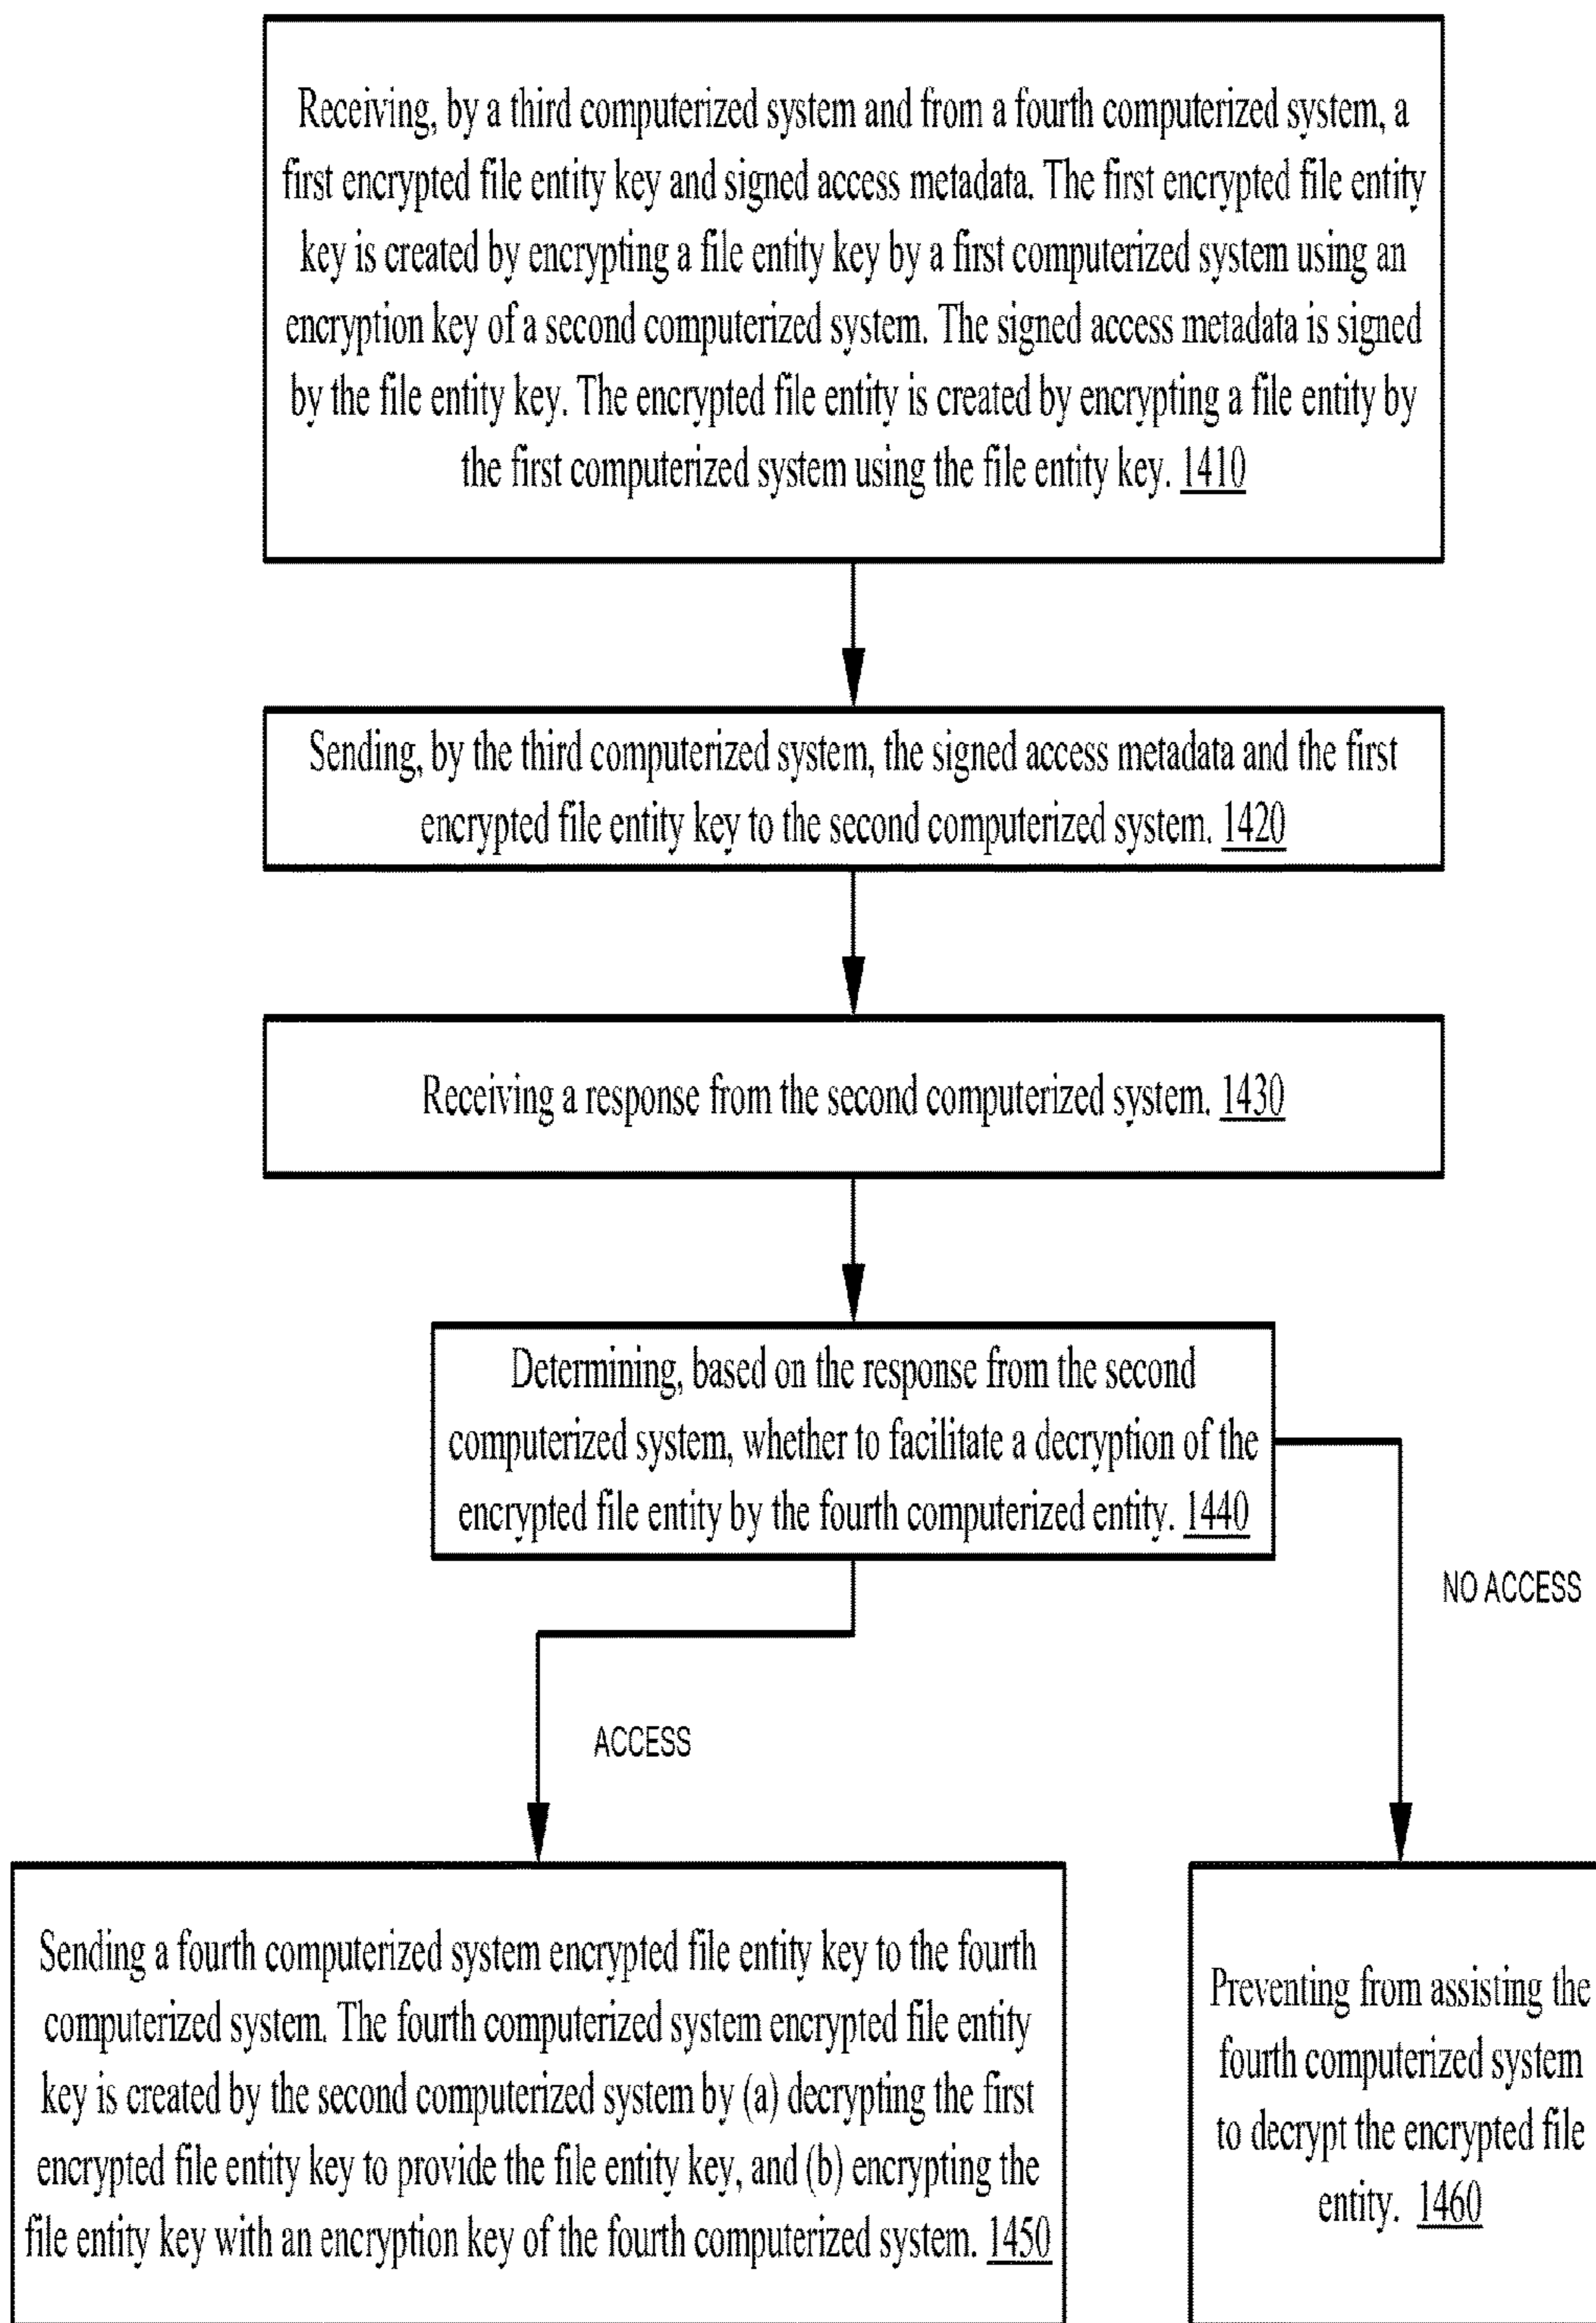 Receiving, by a third computerized system and from a fourth computerized system, a
first encrypted file entity key and signed access metadata. The first encrypted file entity
key is created by encrypting a file entity key by a first computerized system using an
encryption key of a second computerized system. The signed access metadata is signed
by the file entity key. The encrypted file entity is created by encrypting a file entity by
the first computerized system using the file entity key. 1410
Sending, by the third computerized system, the signed access metadata and the first
encrypted file entity key to the second computerized system. 1420
Receiving a response from the second computerized system. 1430
Determining, based on the response from the second
computerized system, whether to facilitate a decryption of the
encrypted file entity by the fourth computerized entity. 1440
NO ACCESS
ACCESS
Sending a fourth computerized system encrypted file entity key to the fourth
computerized system. The fourth computerized system encrypted file entity
key is created by the second computerized system by (a) decrypting the first
encrypted file entity key to provide the file entity key, and (b) encrypting the
file entity key with an encryption key of the fourth computerized system. 1450
Preventing from assisting the
fourth computerized system
to decrypt the encrypted file
entity. 1460